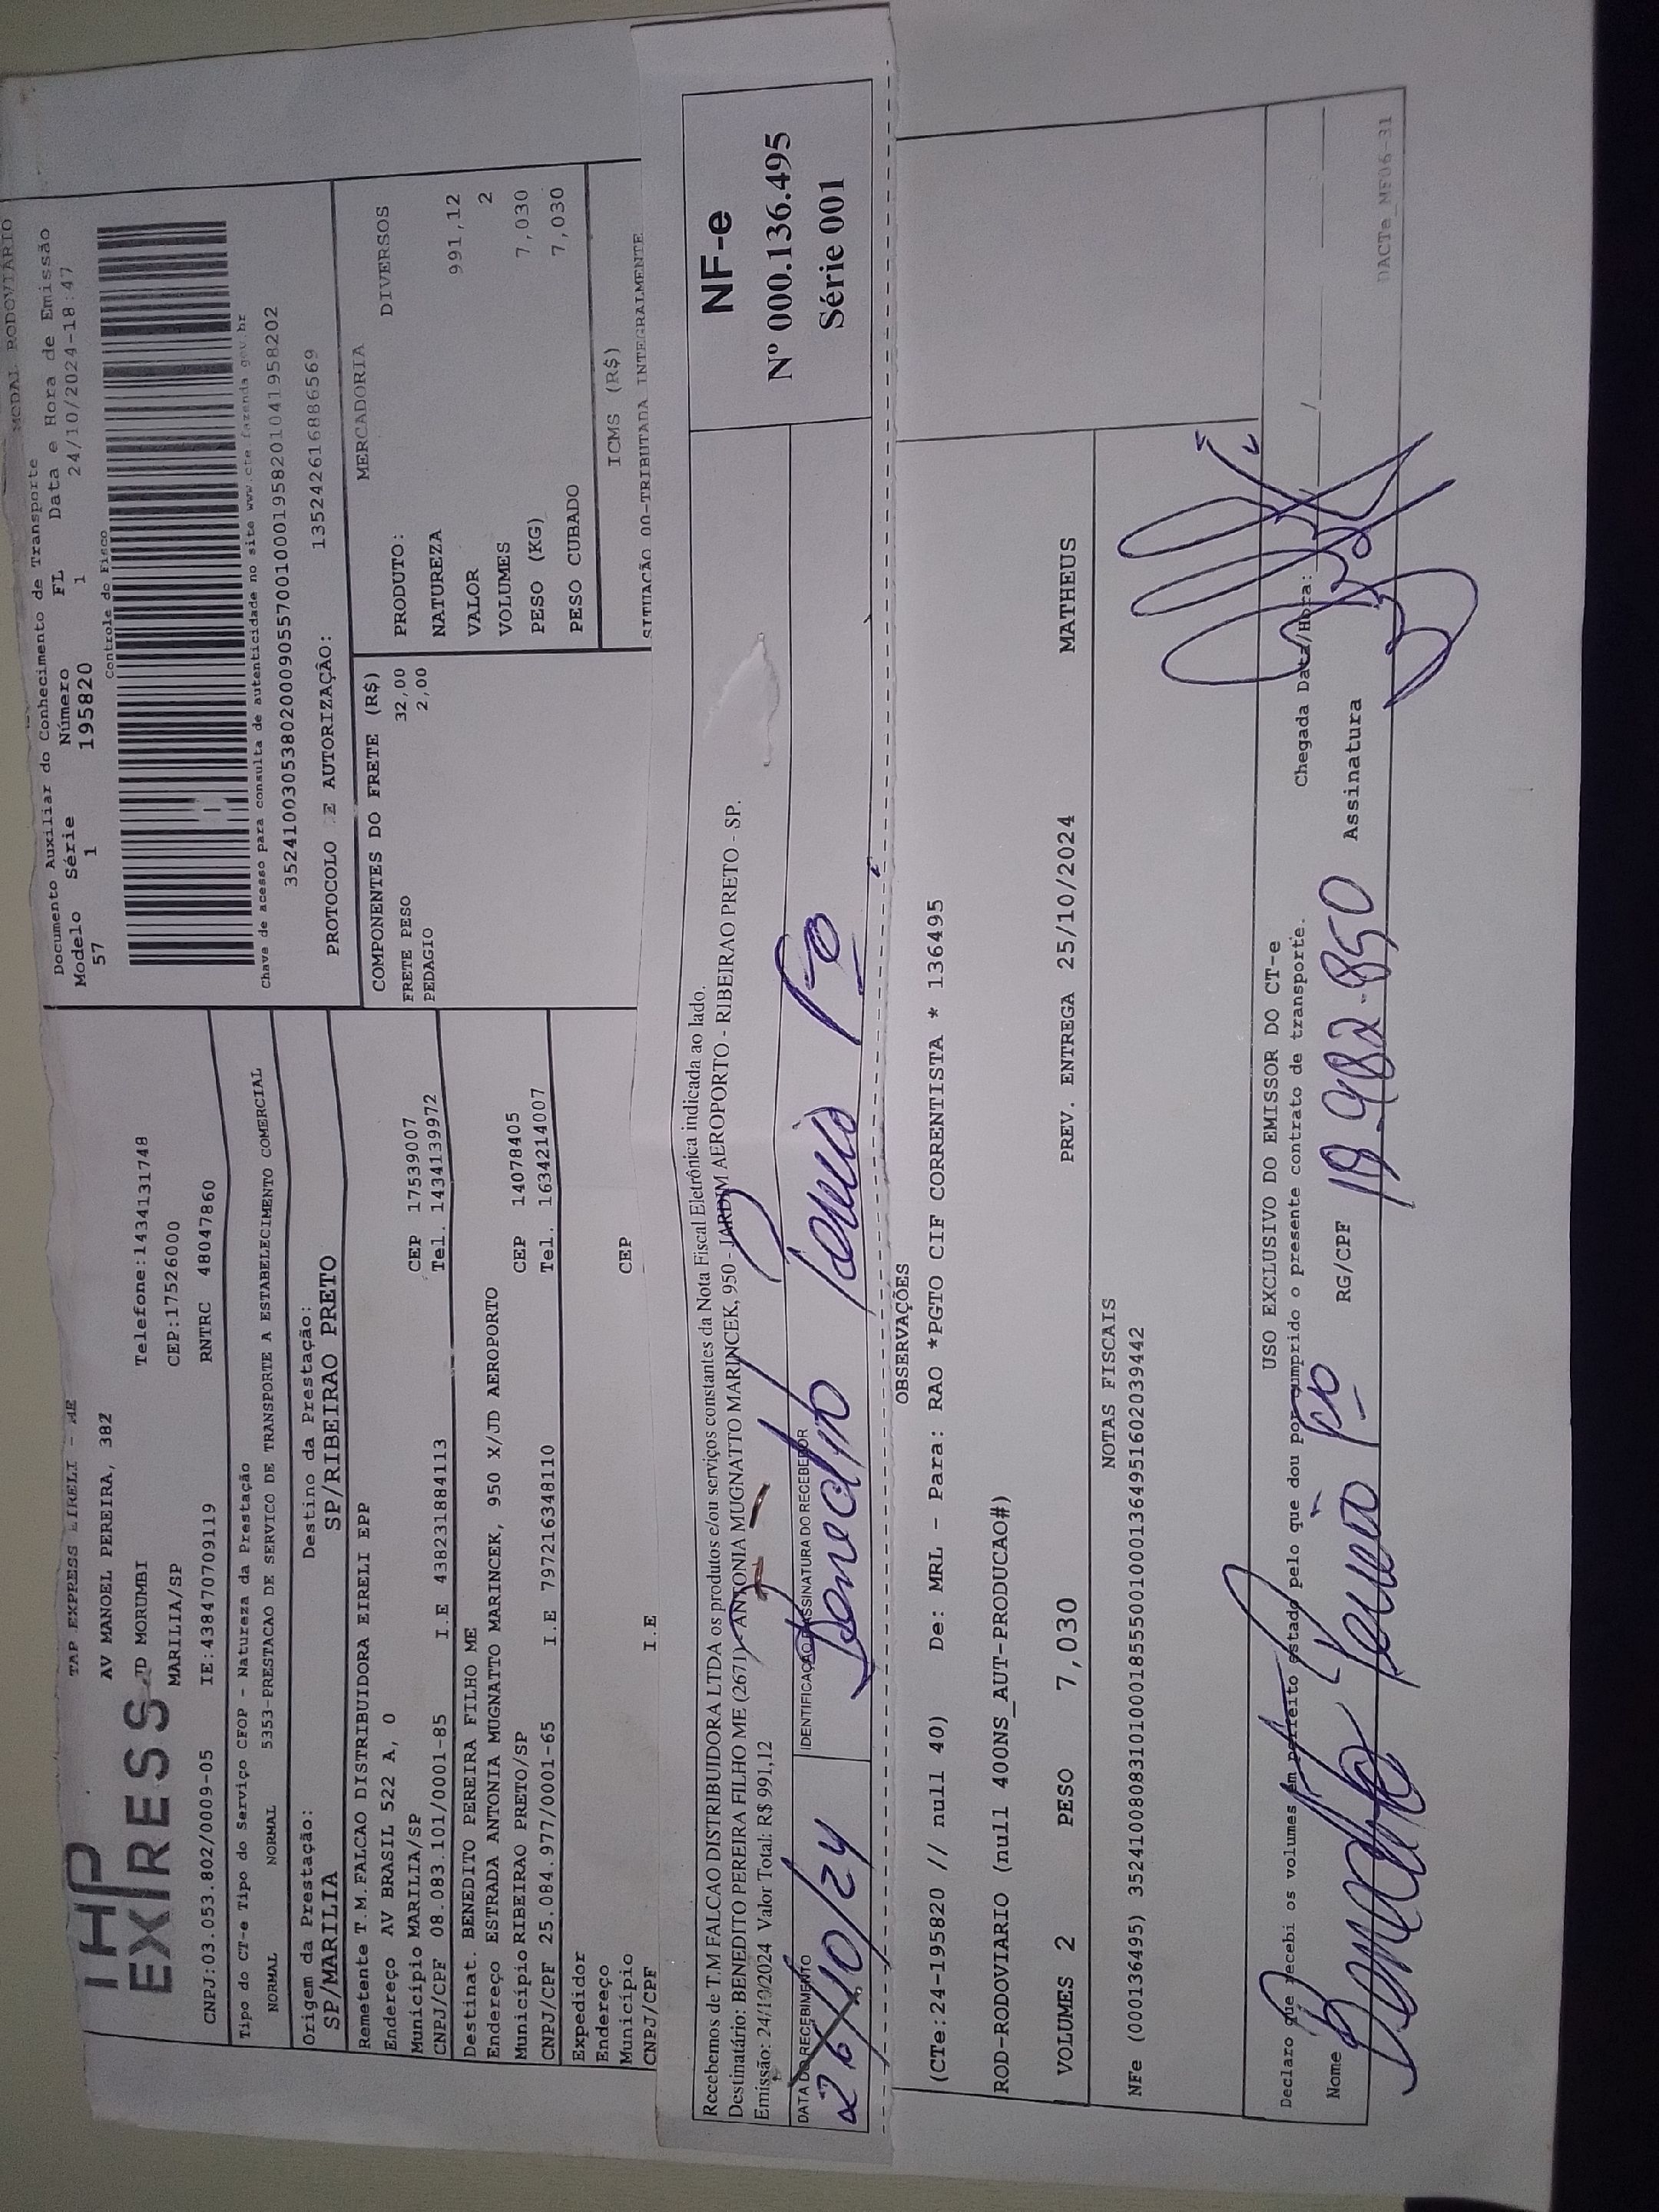 MODAL RODOVIARIO
Documento Auxiliar do Conhecimento de Transporte
Modelo Série Número FL Data e Hora de Emissão
57 1 195820 1 24/10/2024-18:47
Controle do Fisco
Chave de acesso para consulta de autenticidade no site www.cte.fazenda.gov.br
35241003053802000905570010001958201041958202
PROTOCOLO DE AUTORIZAÇÃO: 135242616886569
EXPRESS
TAP EXPRESS EIRELI - ME
AV MANOEL PEREIRA, 382
JD MORUMBI Telefone:1434131748
MARILIA/SP CEP:17526000
CNPJ:03.053.802/0009-05 IE:438470709119 RNTRC 48047860
Tipo do CT-e Tipo do Serviço CFOP - Natureza da Prestação
NORMAL NORMAL 5353-PRESTACAO DE SERVICO DE TRANSPORTE A ESTABELECIMENTO COMERCIAL
Origem da Prestação: Destino da Prestação:
SP/MARILIA SP/RIBEIRAO PRETO
Remetente T.M.FALCAO DISTRIBUIDORA EIRELI EPP
Endereço AV BRASIL 522 A, 0
Município MARILIA/SP CEP 17539007
CNPJ/CPF 08.083.101/0001-85 I.E 438231884113 Tel. 1434139972
Destinat. BENEDITO PEREIRA FILHO ME
Endereço ESTRADA ANTONIA MUGNATTO MARINCEK, 950 X/JD AEROPORTO
Município RIBEIRAO PRETO/SP CEP 14078405
CNPJ/CPF 25.084.977/0001-65 I.E 797216348110 Tel. 1634214007
Expedidor
Endereço
Município CEP
CNPJ/CPF I.E
COMPONENTES DO FRETE (R$)
FRETE PESO 32,00
PEDAGIO 2,00
MERCADORIA
PRODUTO: DIVERSOS
NATUREZA
VALOR 991,12
VOLUMES 2
PESO (KG) 7,030
PESO CUBADO 7,030
ICMS (R$)
SITUACÃO 00-TRIBUTADA INTEGRALMENTE
Recebemos de T.M FALCAO DISTRIBUIDORA LTDA os produtos e/ou serviços constantes da Nota Fiscal Eletrônica indicada ao lado.
Destinatário: BENEDITO PEREIRA FILHO ME (2671) - ANTONIA MUGNATTO MARINCEK, 950 - JARDIM AEROPORTO - RIBEIRAO PRETO - SP.
Emissão: 24/10/2024 Valor Total: R$ 991,12
DATA DO RECEBIMENTO IDENTIFICAÇÃO E ASSINATURA DO RECEBEDOR
26/10/24 Benedito Pereira Fº
NF-e
Nº 000.136.495
Série 001
OBSERVAÇÕES
(CTe:24-195820 // null 40) De: MRL - Para: RAO *PGTO CIF CORRENTISTA * 136495
ROD-RODOVIARIO (null 400NS_AUT-PRODUCAO#)
VOLUMES 2 PESO 7,030 PREV. ENTREGA 25/10/2024 MATHEUS
NOTAS FISCAIS
NFe (000136495) 35241008083101000185550010001364951602039442
USO EXCLUSIVO DO EMISSOR DO CT-e
Declaro que recebi os volumes em perfeito estado pelo que dou por cumprido o presente contrato de transporte.
Chegada Data/Hora: / 
Nome Benedito Pereira Fº RG/CPF 18.982.850 Assinatura
DACTe_MF06-31